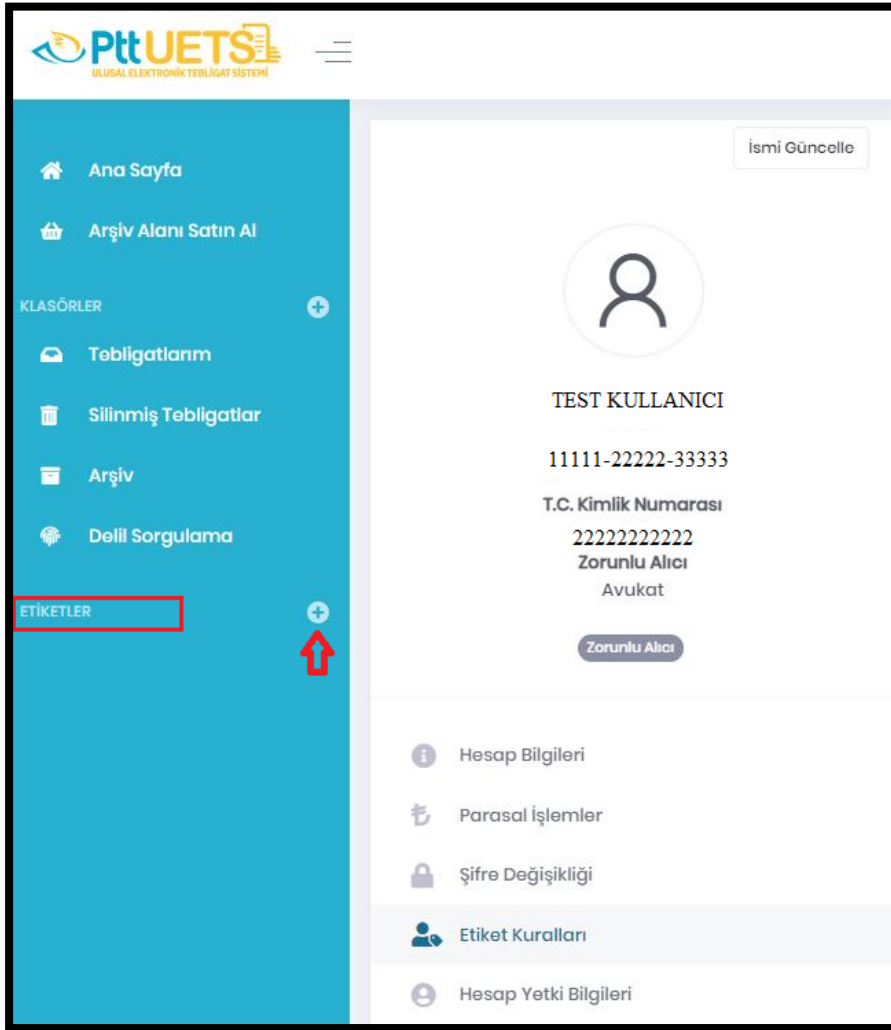 PttUETS
ULUSAL ELEKTRONİK TEBLİGAT SİSTEMİ
Ana Sayfa
Arşiv Alanı Satın Al
KLASÖRLER
Tebligatlarım
Silinmiş Tebligatlar
Arşiv
Delil Sorgulama
ETİKETLER
İsmi Güncelle
TEST KULLANICI
11111-22222-33333
T.C. Kimlik Numarası
22222222222
Zorunlu Alıcı
Avukat
Zorunlu Alıcı
Hesap Bilgileri
Parasal İşlemler
Şifre Değişikliği
Etiket Kuralları
Hesap Yetki Bilgileri